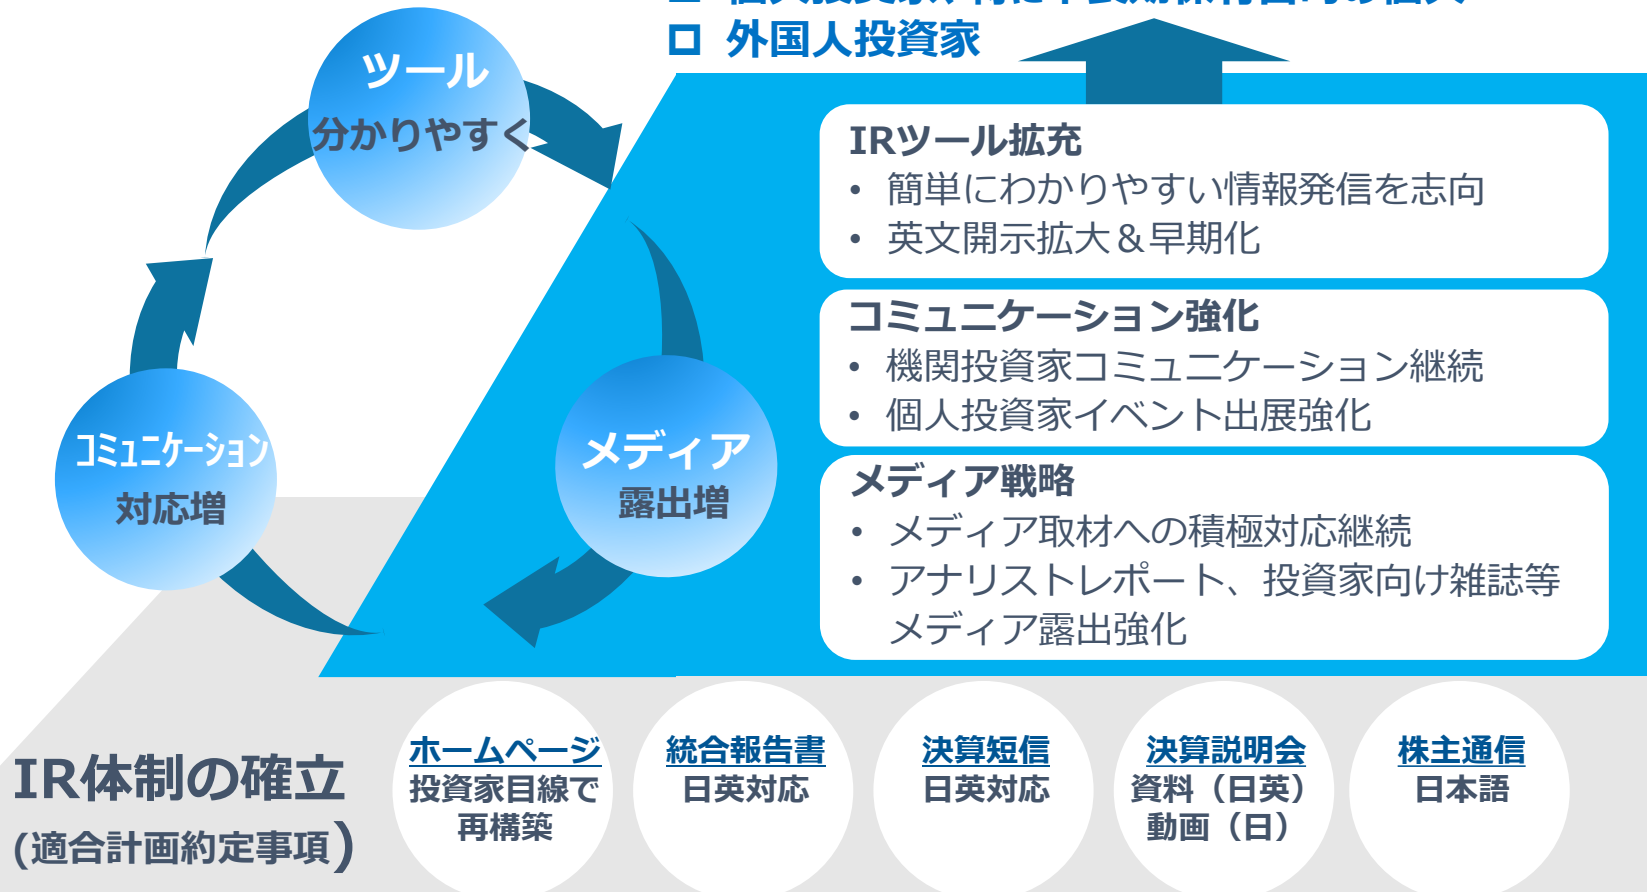 外国人投資家
ツール
分かりやすく
コミュニケーション
対応増
メディア
露出増
IRツール拡充
• 簡単にわかりやすい情報発信を志向
• 英文開示拡大＆早期化
コミュニケーション強化
• 機関投資家コミュニケーション継続
• 個人投資家イベント出展強化
メディア戦略
• メディア取材への積極対応継続
• アナリストレポート、投資家向け雑誌等
メディア露出強化
IR体制の確立
(適合計画約定事項)
ホームページ
投資家目線で
再構築
統合報告書
日英対応
決算短信
日英対応
決算説明会
資料（日英）
動画（日）
株主通信
日本語